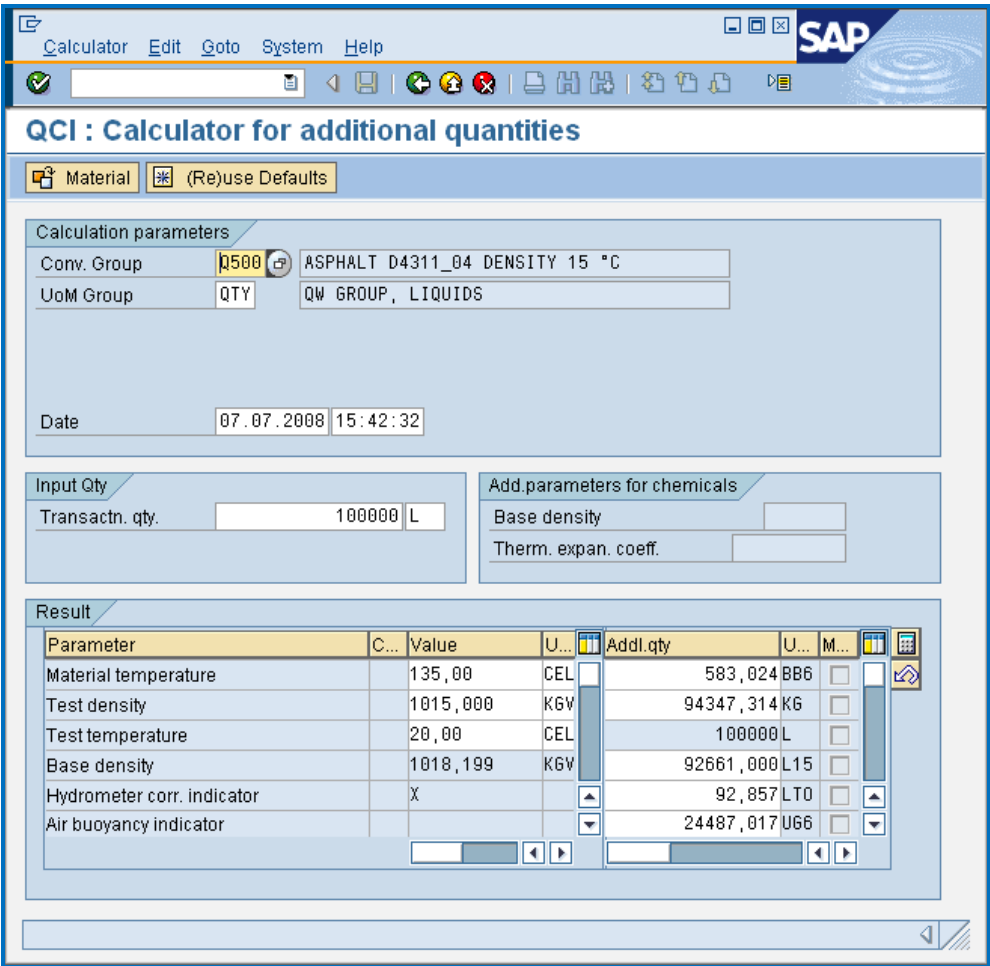 Calculator Edit Goto System Help
SAP
QCI : Calculator for additional quantities
Material (Re)use Defaults
Calculation parameters
Conv. Group Q500 ASPHALT D4311_04 DENSITY 15 °C
UoM Group QTY QW GROUP, LIQUIDS
Date 07.07.2008 15:42:32
Input Qty
Transactn. qty. 100000 L
Add.parameters for chemicals
Base density
Therm. expan. coeff.
Result
Parameter C... Value U... Addl.qty U... M...
Material temperature 135,00 CEL 583,024 BB6
Test density 1015,000 KGV 94347,314 KG
Test temperature 20,00 CEL 100000 L
Base density 1018,199 KGV 92661,000 L15
Hydrometer corr. indicator X 92,857 LTO
Air buoyancy indicator 24487,017 UG6